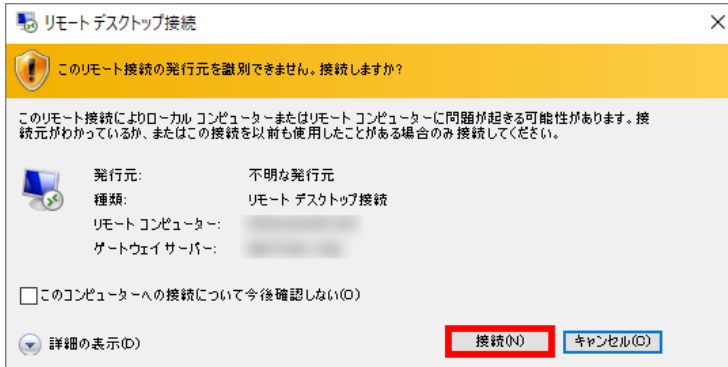 リモート デスクトップ接続
このリモート接続の発行元を識別できません。接続しますか?
このリモート接続によりローカル コンピューターまたはリモート コンピューターに問題が起きる可能性があります。接
続元がわかっているか、またはこの接続を以前も使用したことがある場合のみ接続してください。
発行元: 不明な発行元
種類: リモート デスクトップ接続
リモート コンピューター:
ゲートウェイ サーバー:
このコンピューターへの接続について今後確認しない(O)
詳細の表示(D) 接続(N) キャンセル(C)